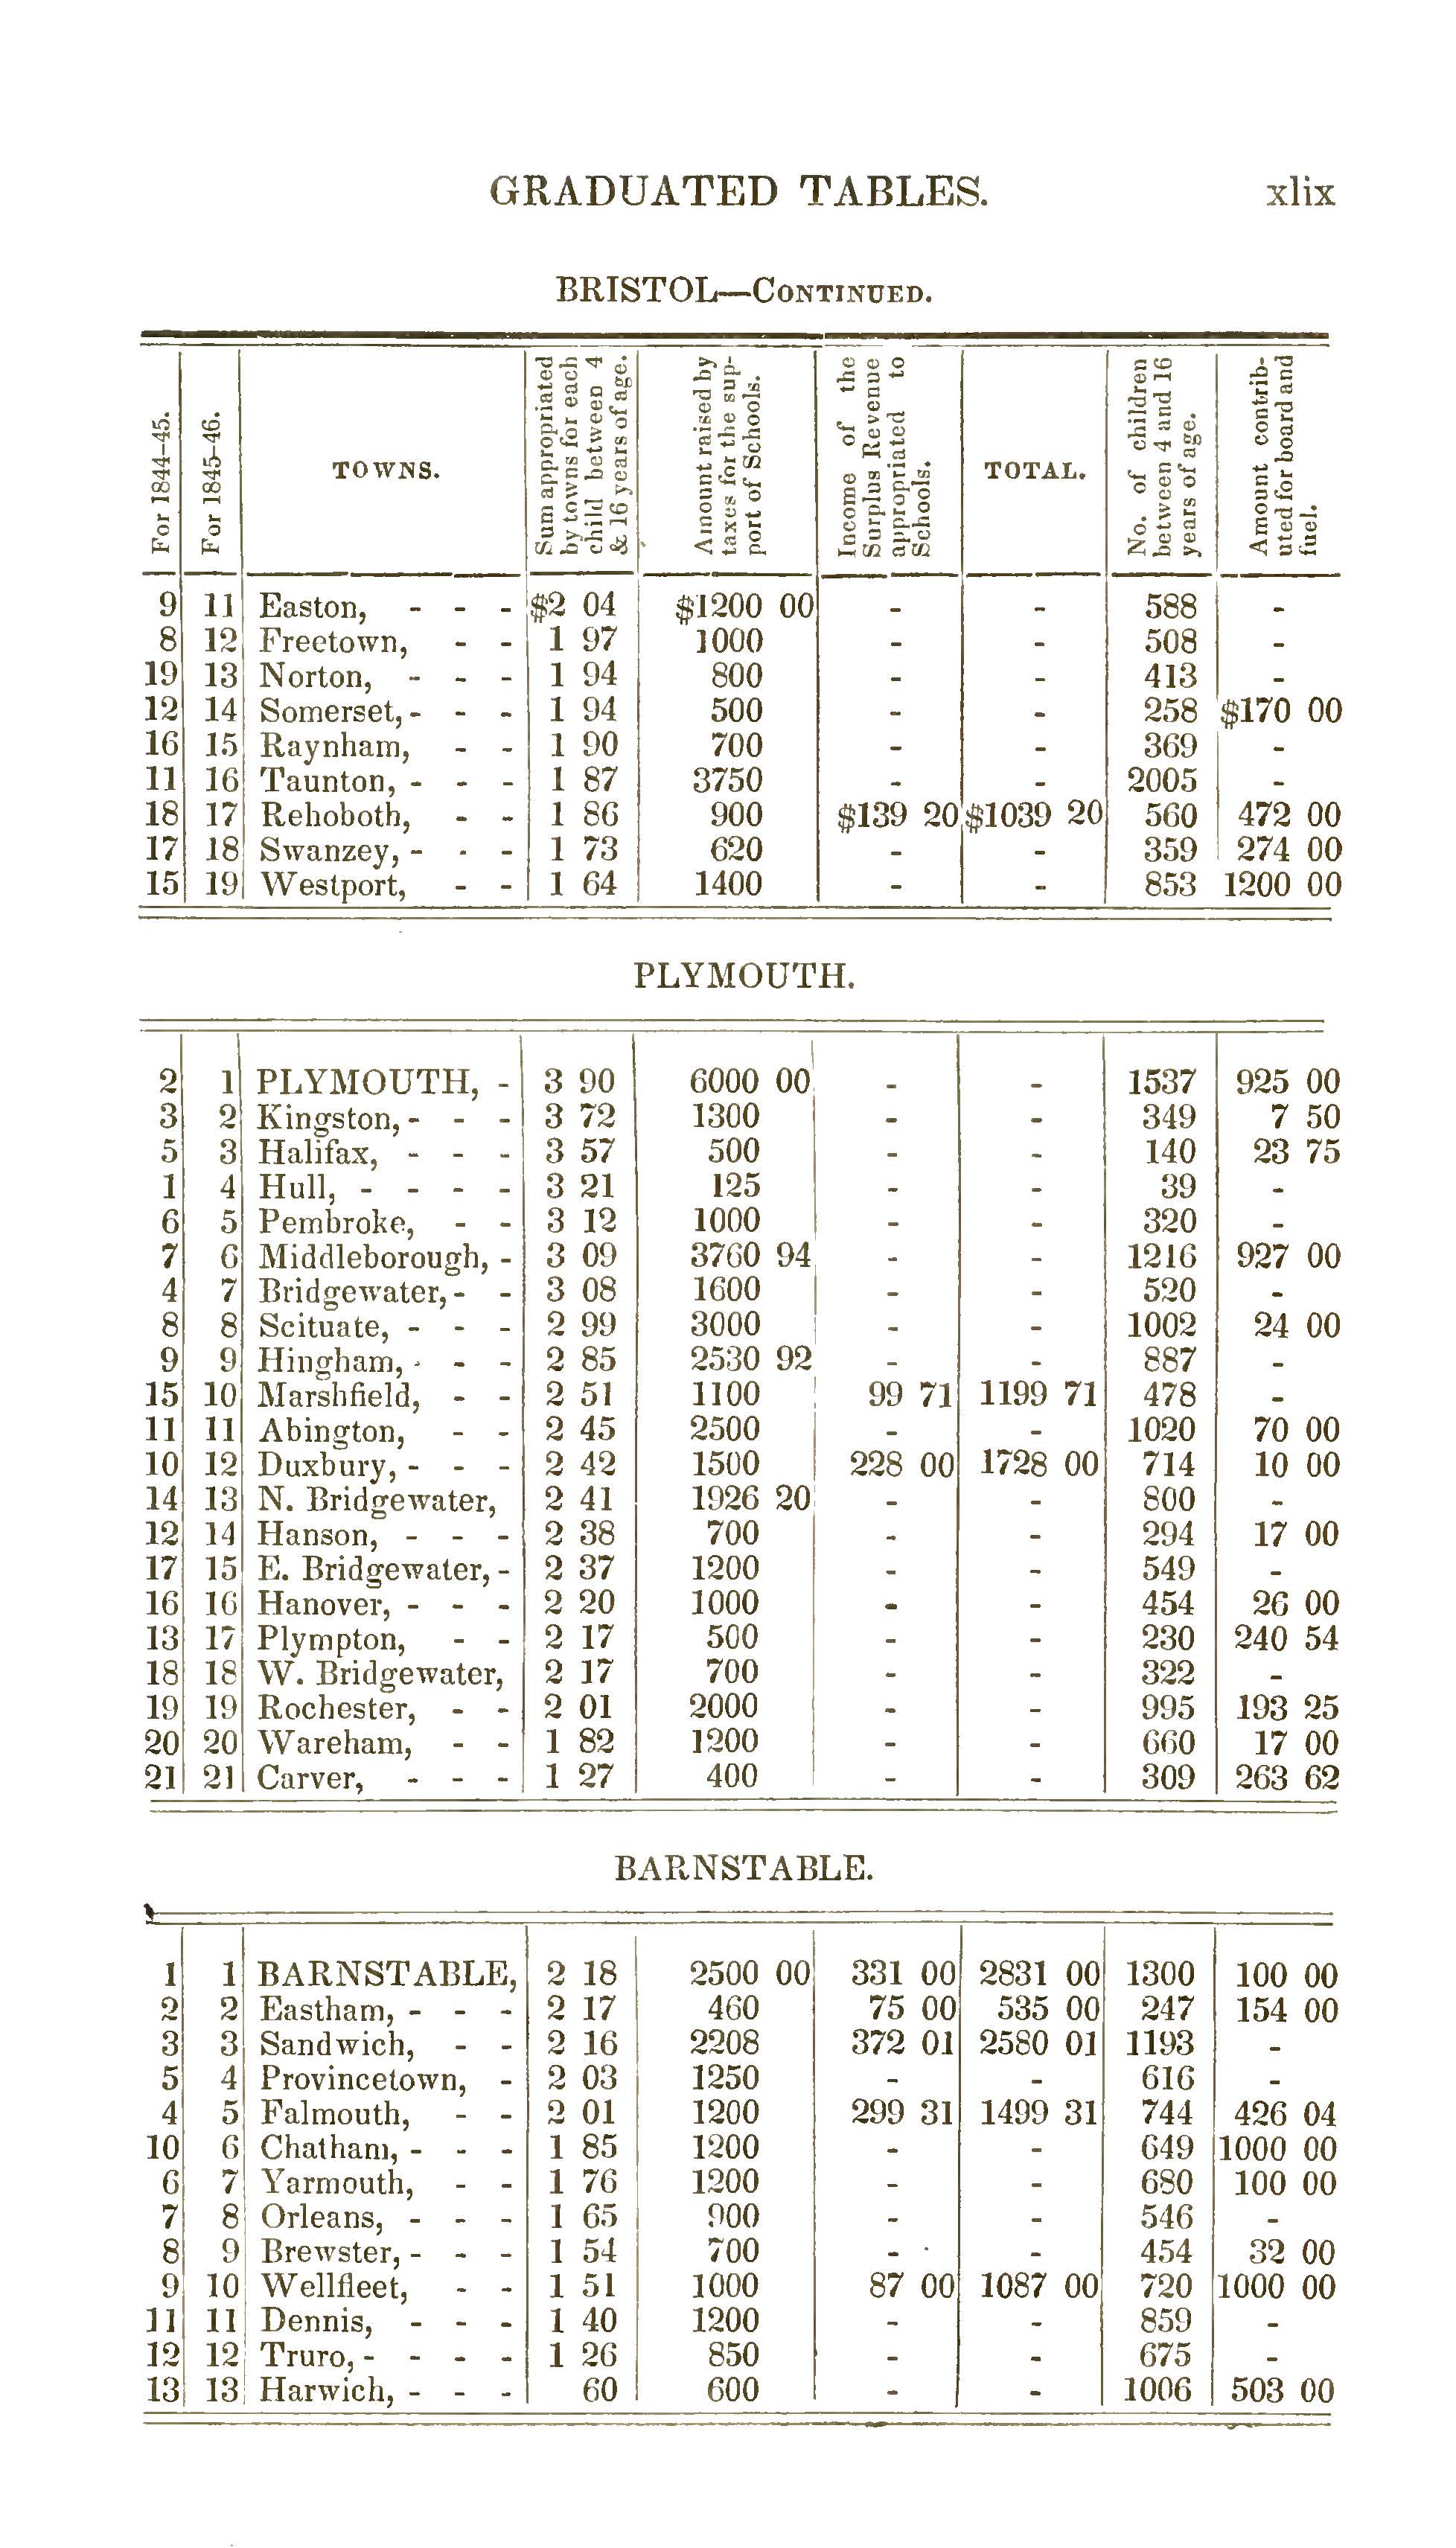 GRADUATED TABLES. xlix
BRISTOL—CONTINUED.
For 1844–45.
For 1845–46.
TOWNS.
Sum appropriated
by towns for each
child between 4
& 16 years of age.
Amount raised by
taxes for the sup-
port of Schools.
Income of the
Surplus Revenue
appropriated to
Schools.
TOTAL.
No. of children
between 4 and 16
years of age.
Amount contrib-
uted for board and
fuel.
9 11 Easton, - - - $2 04 $1200 00 - - 588 -
8 12 Freetown, - - 1 97 1000 - - 508 -
19 13 Norton, - - - 1 94 800 - - 413 -
12 14 Somerset, - - - 1 94 500 - - 258 $170 00
16 15 Raynham, - - 1 90 700 - - 369 -
11 16 Taunton, - - - 1 87 3750 - - 2005 -
18 17 Rehoboth, - - 1 86 900 $139 20 $1039 20 560 472 00
17 18 Swanzey, - - - 1 73 620 - - 359 274 00
15 19 Westport, - - 1 64 1400 - - 853 1200 00
PLYMOUTH.
2 1 PLYMOUTH, - 3 90 6000 00 - - 1537 925 00
3 2 Kingston, - - - 3 72 1300 - - 349 7 50
5 3 Halifax, - - - 3 57 500 - - 140 23 75
1 4 Hull, - - - - 3 21 125 - - 39 -
6 5 Pembroke, - - 3 12 1000 - - 320 -
7 6 Middleborough, - 3 09 3760 94 - - 1216 927 00
4 7 Bridgewater, - - 3 08 1600 - - 520 -
8 8 Scituate, - - - 2 99 3000 - - 1002 24 00
9 9 Hingham, - - - 2 85 2530 92 - - 887 -
15 10 Marshfield, - - 2 51 1100 99 71 1199 71 478 -
11 11 Abington, - - 2 45 2500 - - 1020 70 00
10 12 Duxbury, - - - 2 42 1500 228 00 1728 00 714 10 00
14 13 N. Bridgewater, 2 41 1926 20 - - 800 -
12 14 Hanson, - - - 2 38 700 - - 294 17 00
17 15 E. Bridgewater, - 2 37 1200 - - 549 -
16 16 Hanover, - - - 2 20 1000 - - 454 26 00
13 17 Plympton, - - 2 17 500 - - 230 240 54
18 18 W. Bridgewater, 2 17 700 - - 322 -
19 19 Rochester, - - 2 01 2000 - - 995 193 25
20 20 Wareham, - - 1 82 1200 - - 660 17 00
21 21 Carver, - - - 1 27 400 - - 309 263 62
BARNSTABLE.
1 1 BARNSTABLE, 2 18 2500 00 331 00 2831 00 1300 100 00
2 2 Eastham, - - - 2 17 460 75 00 535 00 247 154 00
3 3 Sandwich, - - 2 16 2208 372 01 2580 01 1193 -
5 4 Provincetown, - 2 03 1250 - - 616 -
4 5 Falmouth, - - 2 01 1200 299 31 1499 31 744 426 04
10 6 Chatham, - - - 1 85 1200 - - 649 1000 00
6 7 Yarmouth, - - 1 76 1200 - - 680 100 00
7 8 Orleans, - - - 1 65 900 - - 546 -
8 9 Brewster, - - - 1 54 700 - - 454 32 00
9 10 Wellfleet, - - 1 51 1000 87 00 1087 00 720 1000 00
11 11 Dennis, - - - 1 40 1200 - - 859 -
12 12 Truro, - - - - 1 26 850 - - 675 -
13 13 Harwich, - - - 60 600 - - 1006 503 00